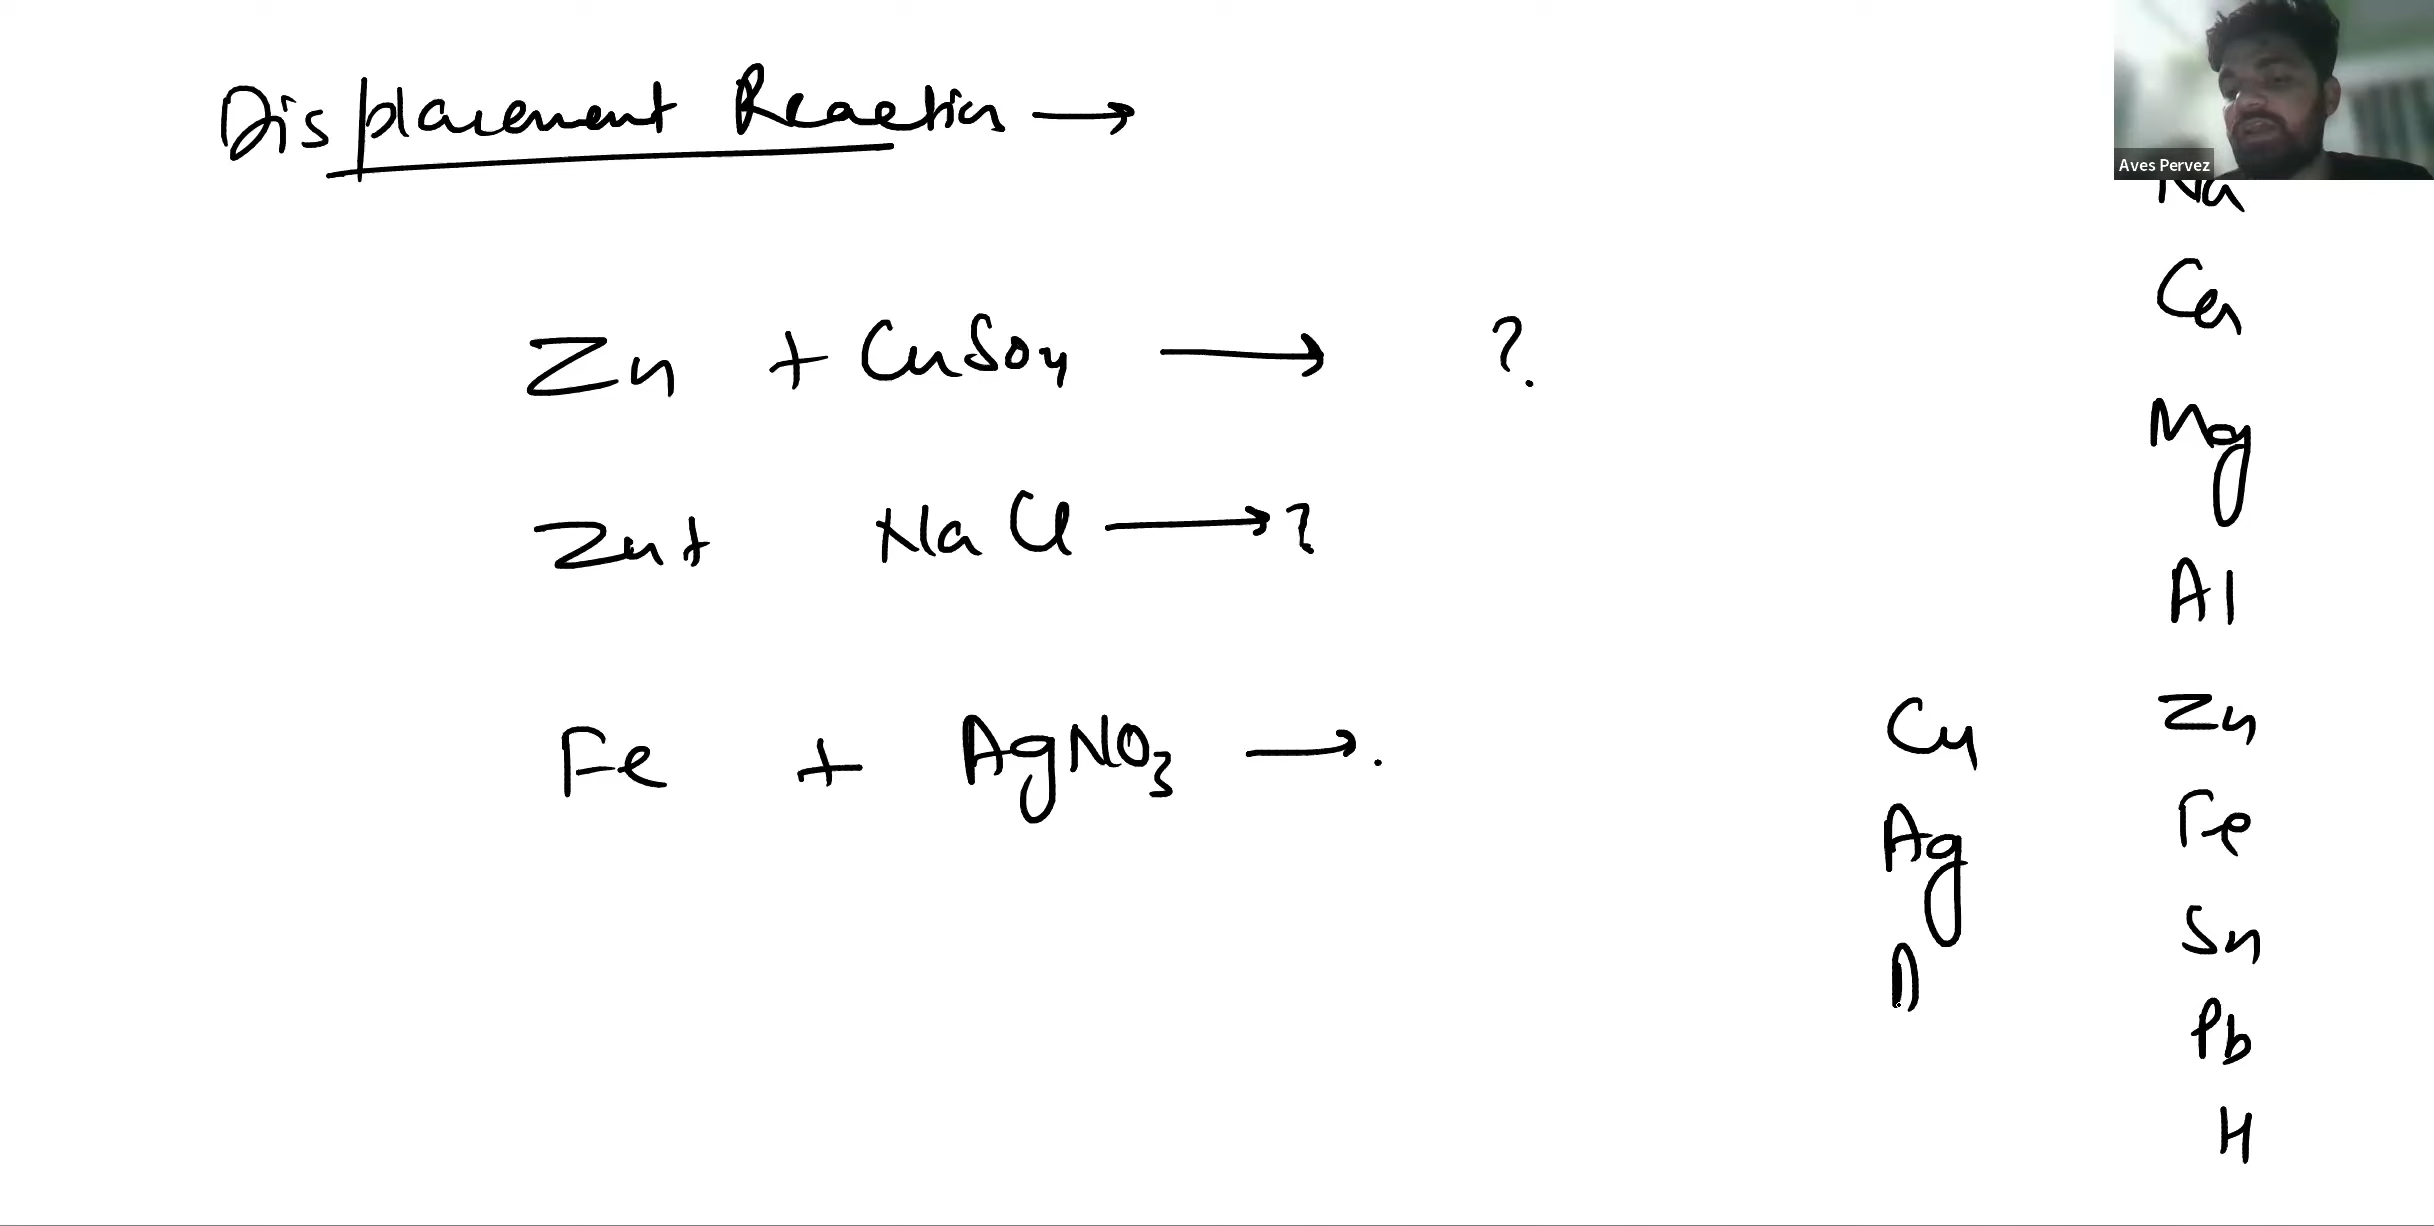 Displacement Reaction →
Aves Pervez
Na
Ca
Zn + CuSO4 → ?
Mg
Zn + NaCl → ?
Al
Cu Zn
Fe + AgNO3 → .
Ag Fe
Sn
Pb
H